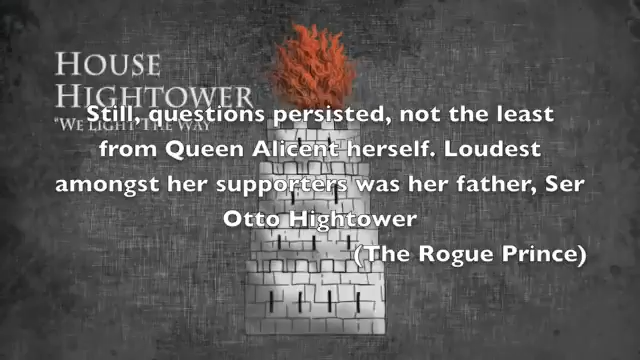 HOUSE
HIGHTOWER
"WE LIGHT THE WAY
Still, questions persisted, not the least
from Queen Alicent herself. Loudest
amongst her supporters was her father, Ser
Otto Hightower
(The Rogue Prince)